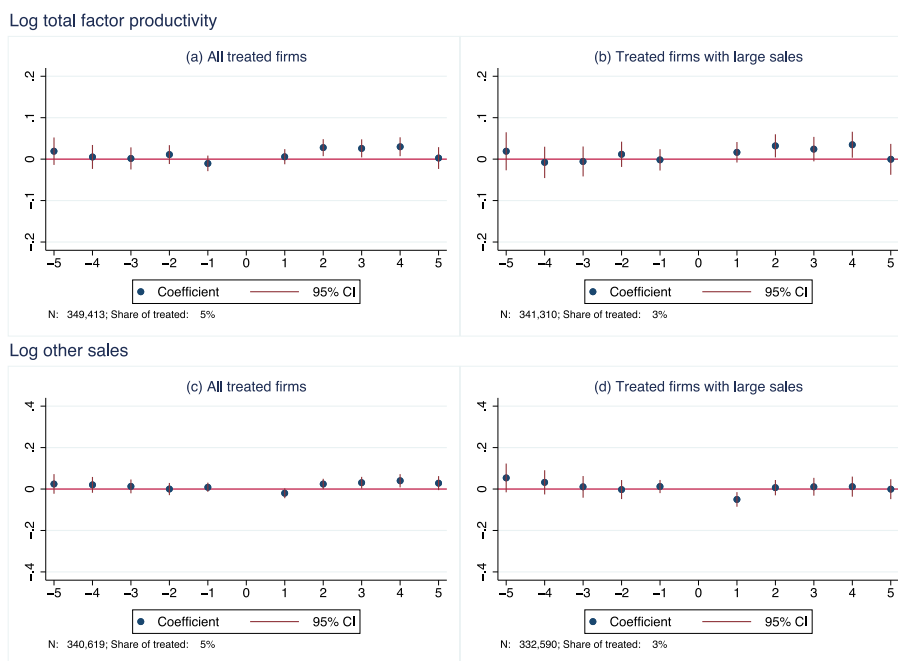 Log total factor productivity
(a) All treated firms
.2
.1
0
-.1
-.2
-5 -4 -3 -2 -1 0 1 2 3 4 5
Coefficient 95% CI
N: 349,413; Share of treated: 5%
(b) Treated firms with large sales
.2
.1
0
-.1
-.2
-5 -4 -3 -2 -1 0 1 2 3 4 5
Coefficient 95% CI
N: 341,310; Share of treated: 3%
Log other sales
(c) All treated firms
.4
.2
0
-.2
-.4
-5 -4 -3 -2 -1 0 1 2 3 4 5
Coefficient 95% CI
N: 340,619; Share of treated: 5%
(d) Treated firms with large sales
.4
.2
0
-.2
-.4
-5 -4 -3 -2 -1 0 1 2 3 4 5
Coefficient 95% CI
N: 332,590; Share of treated: 3%